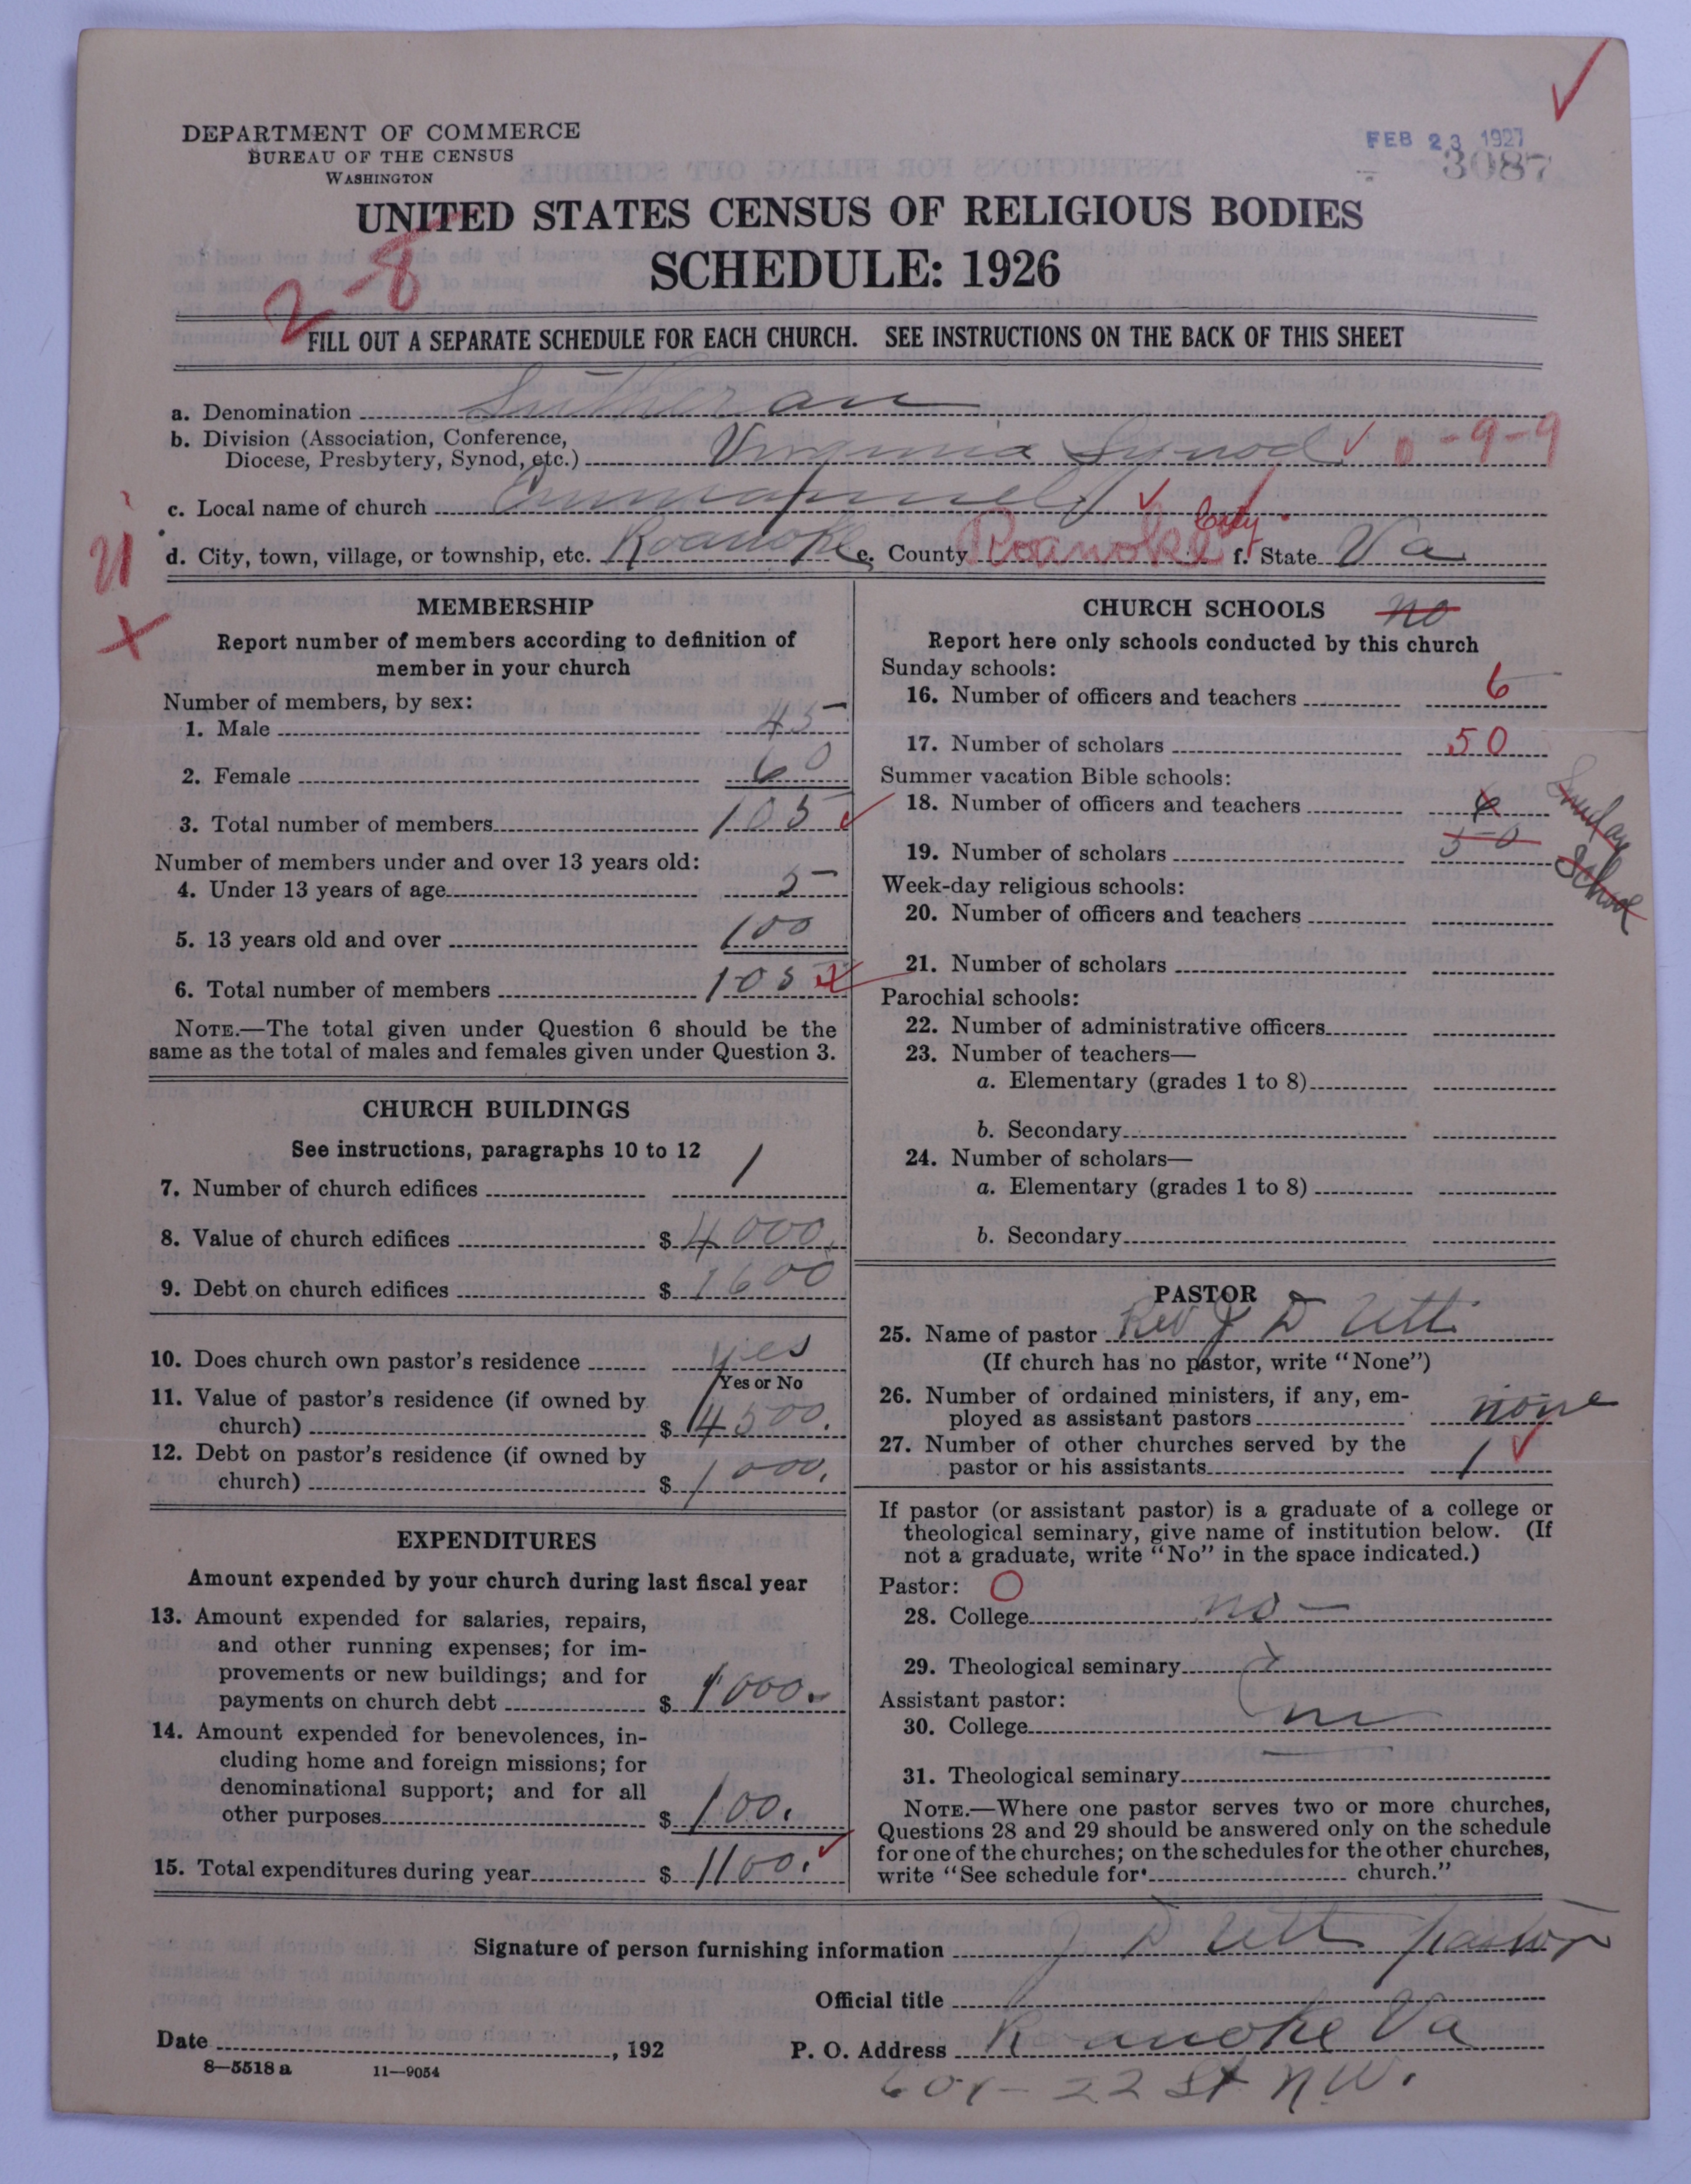 DEPARTMENT OF COMMERCE
BUREAU OF THE CENSUS
WASHINGTON
FEB 23 1927
3087
UNITED STATES CENSUS OF RELIGIOUS BODIES
SCHEDULE: 1926
2-8
FILL OUT A SEPARATE SCHEDULE FOR EACH CHURCH. SEE INSTRUCTIONS ON THE BACK OF THIS SHEET
a. Denomination Lutheran
b. Division (Association, Conference,
Diocese, Presbytery, Synod, etc.) Virginia Synod 0-9-9
c. Local name of church
d. City, town, village, or township, etc. Roanoke e. County Roanoke City f. State Va
MEMBERSHIP
Report number of members according to definition of
member in your church
Number of members, by sex:
1. Male 45
2. Female 60
3. Total number of members 105
Number of members under and over 13 years old:
4. Under 13 years of age 5
5. 13 years old and over 100
6. Total number of members 105
NOTE.—The total given under Question 6 should be the
same as the total of males and females given under Question 3.
CHURCH BUILDINGS
See instructions, paragraphs 10 to 12
7. Number of church edifices 1
8. Value of church edifices $ 4000.
9. Debt on church edifices $ 1600
10. Does church own pastor's residence yes
Yes or No
11. Value of pastor's residence (if owned by
church) $ 4500.
12. Debt on pastor's residence (if owned by
church) $ 1000.
EXPENDITURES
Amount expended by your church during last fiscal year
13. Amount expended for salaries, repairs,
and other running expenses; for im-
provements or new buildings; and for
payments on church debt $ 1000.
14. Amount expended for benevolences, in-
cluding home and foreign missions; for
denominational support; and for all
other purposes $ 100.
15. Total expenditures during year $ 1100.
CHURCH SCHOOLS no
Report here only schools conducted by this church
Sunday schools:
16. Number of officers and teachers 6
17. Number of scholars 50
Summer vacation Bible schools:
18. Number of officers and teachers 6
19. Number of scholars 50
Sunday
School
Week-day religious schools:
20. Number of officers and teachers
21. Number of scholars
Parochial schools:
22. Number of administrative officers
23. Number of teachers—
a. Elementary (grades 1 to 8)
b. Secondary
24. Number of scholars—
a. Elementary (grades 1 to 8)
b. Secondary
PASTOR
25. Name of pastor Rev J D Utt
(If church has no pastor, write "None")
26. Number of ordained ministers, if any, em-
ployed as assistant pastors none
27. Number of other churches served by the
pastor or his assistants 1
If pastor (or assistant pastor) is a graduate of a college or
theological seminary, give name of institution below. (If
not a graduate, write "No" in the space indicated.)
Pastor: O
28. College no
29. Theological seminary
Assistant pastor:
30. College
31. Theological seminary
NOTE.—Where one pastor serves two or more churches,
Questions 28 and 29 should be answered only on the schedule
for one of the churches; on the schedules for the other churches,
write "See schedule for church."
Signature of person furnishing information J D Utt pastor
Official title
Date , 192
P. O. Address Roanoke Va
601-22 St N.W.
8—5518 a 11—9054